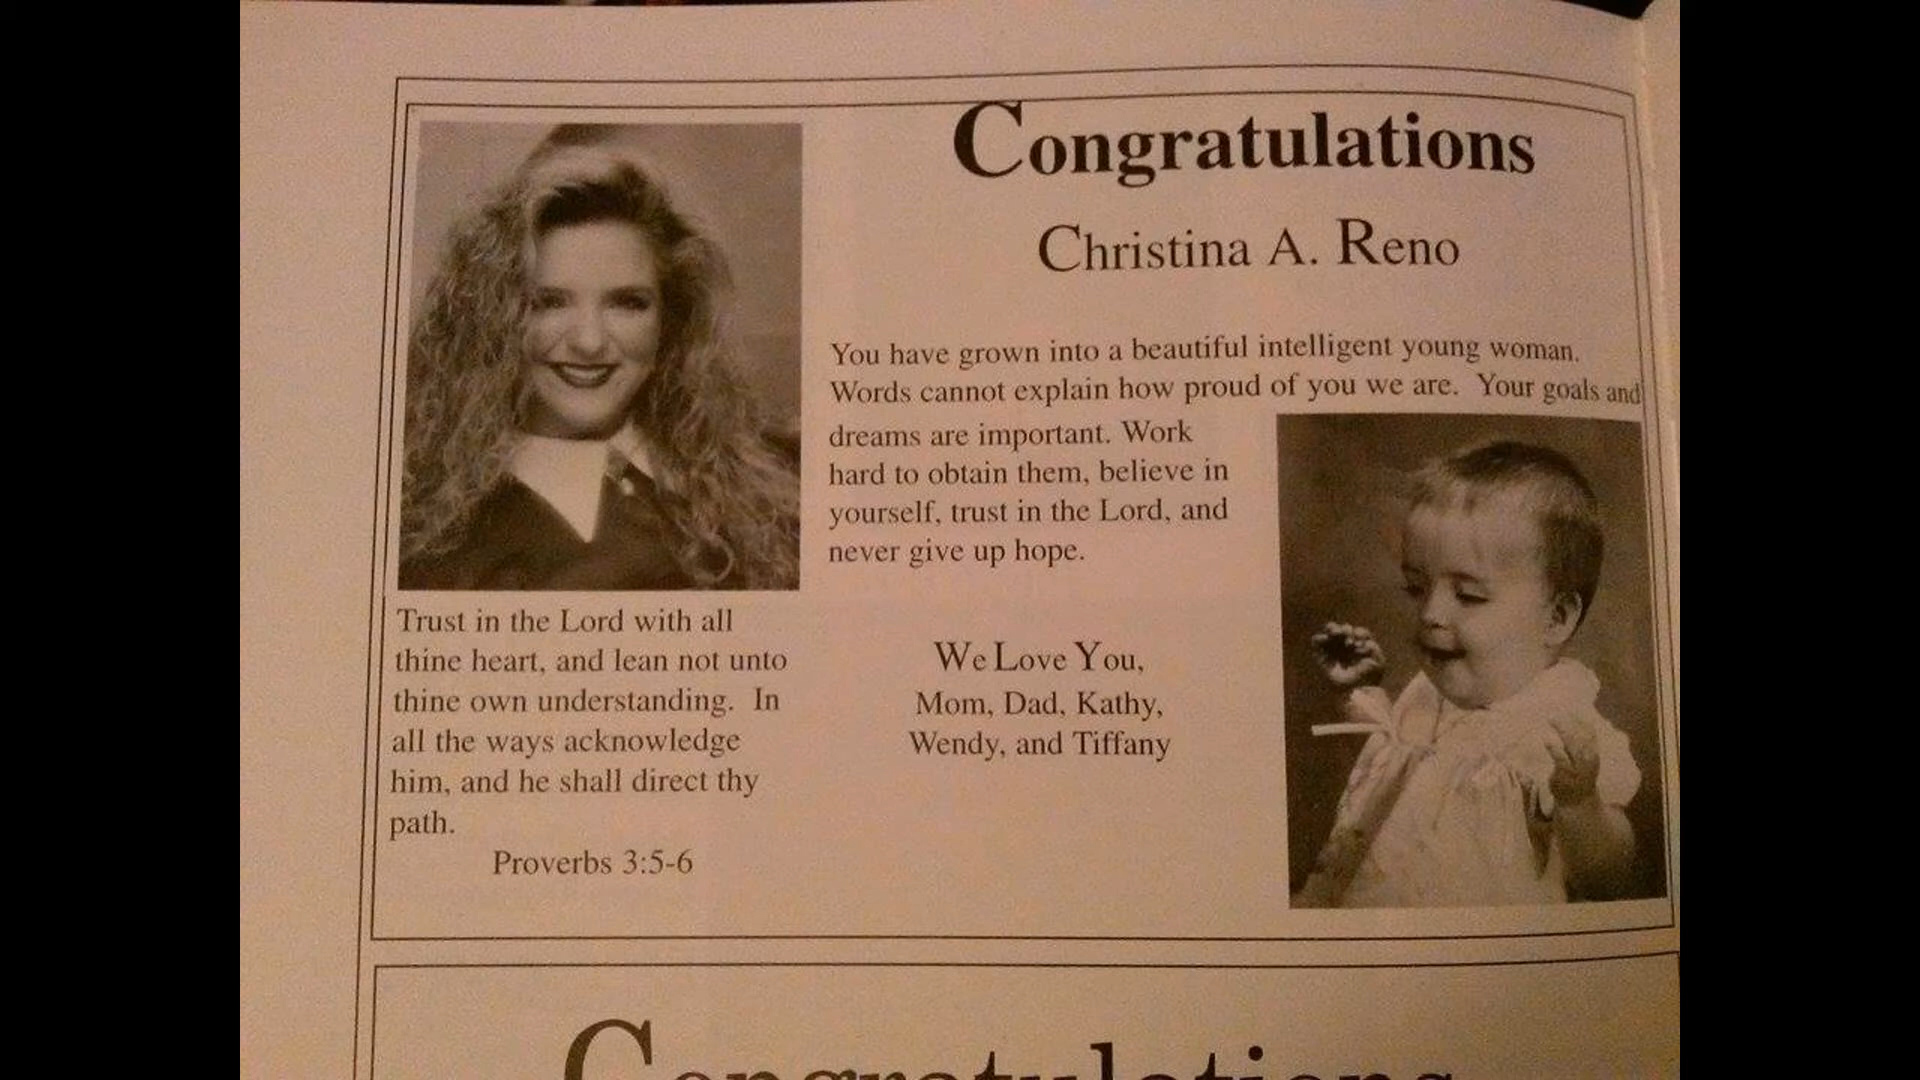 Congratulations
Christina A. Reno
You have grown into a beautiful intelligent young woman.
Words cannot explain how proud of you we are. Your goals and
dreams are important. Work
hard to obtain them, believe in
yourself, trust in the Lord, and
never give up hope.
We Love You,
Mom, Dad, Kathy,
Wendy, and Tiffany
Trust in the Lord with all
thine heart, and lean not unto
thine own understanding. In
all the ways acknowledge
him, and he shall direct thy
path.
Proverbs 3:5-6
Congratulations